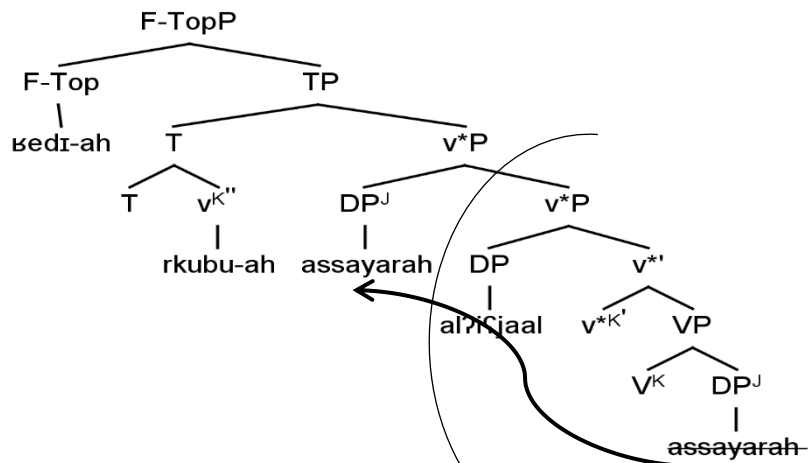 F-TopP
F-Top TP
ʁedɪ-ah T v*P
T vK'' DPJ v*P
rkubu-ah assayarah DP v*'
alʔiʕjaal v*K' VP
VK DPJ
assayarah